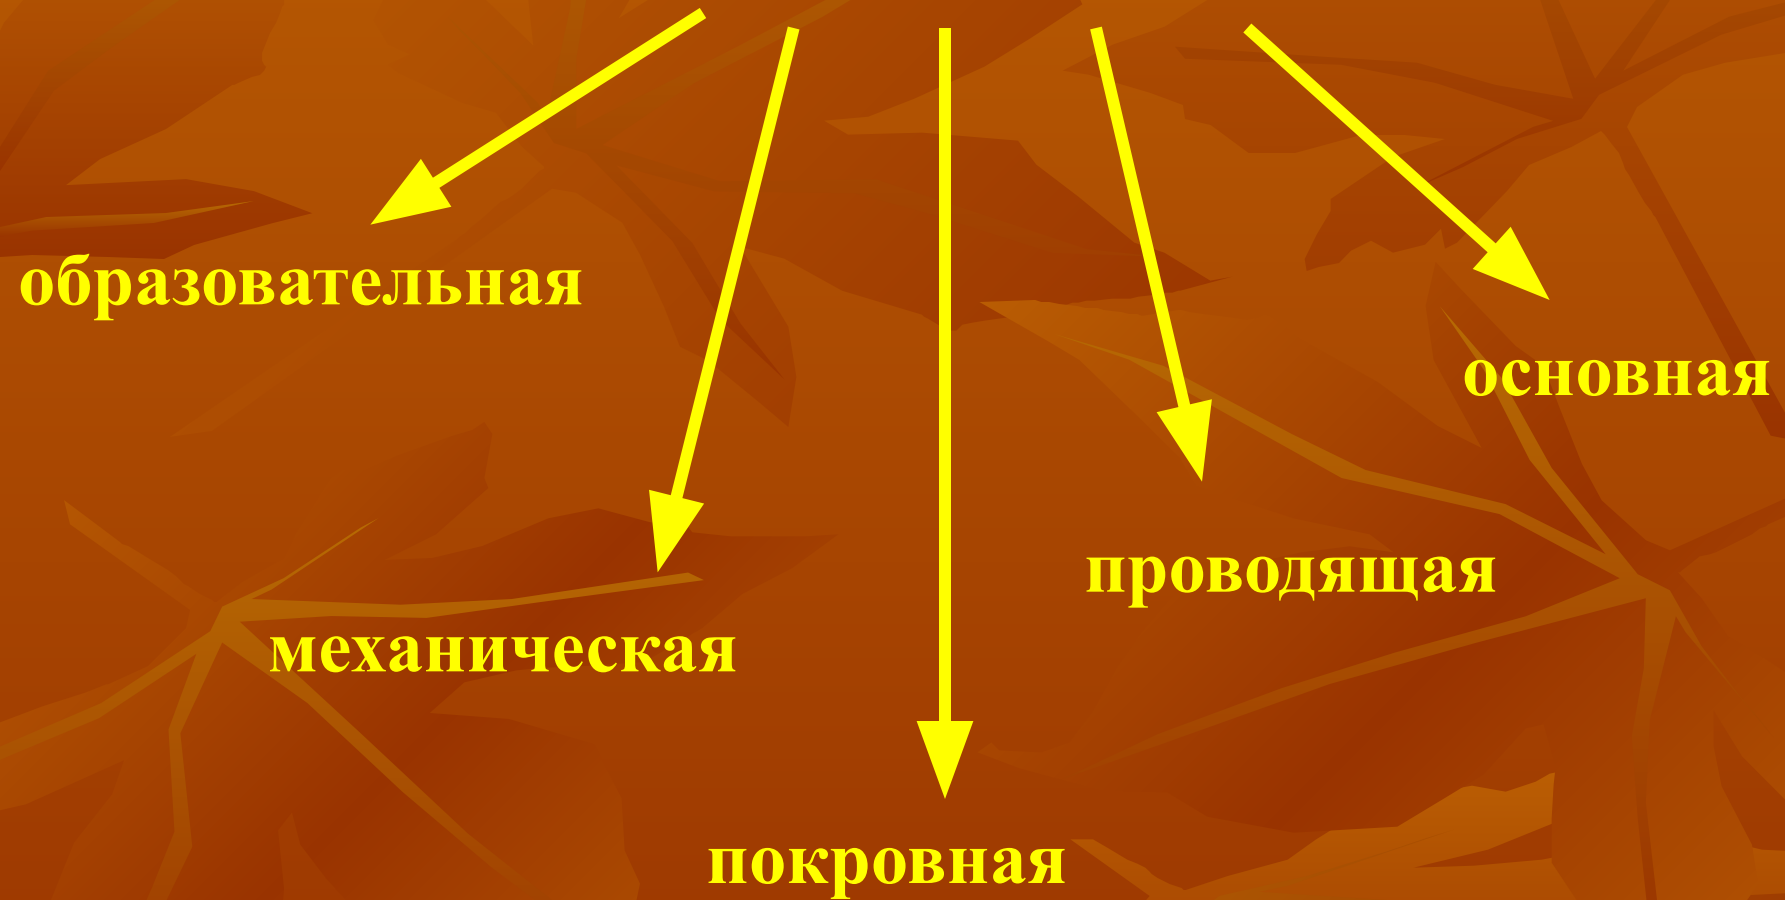 образовательная
основная
проводящая
механическая
покровная